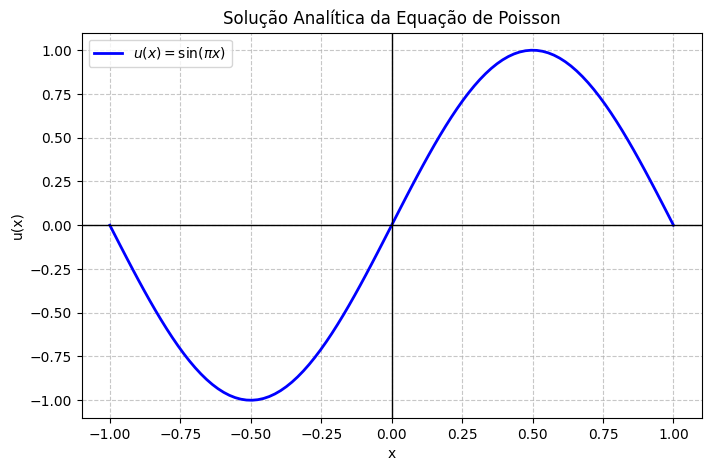 Solução Analítica da Equação de Poisson
u(x) = sin(πx)
1.00
0.75
0.50
0.25
0.00
−0.25
−0.50
−0.75
−1.00
u(x)
−1.00 −0.75 −0.50 −0.25 0.00 0.25 0.50 0.75 1.00
x